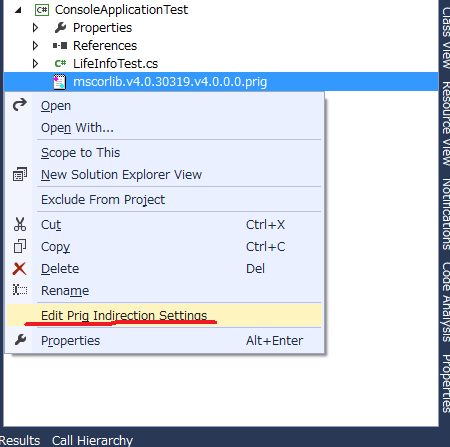 ConsoleApplicationTest
Properties
References
C# LifeInfoTest.cs
mscorlib.v4.0.30319.v4.0.0.0.prig
Open
Open With...
Scope to This
New Solution Explorer View
Exclude From Project
Cut Ctrl+X
Copy Ctrl+C
Delete Del
Rename
Edit Prig Indirection Settings
Properties Alt+Enter
Class View
Resource View
Notifications
Code Analysis
Properties
Results Call Hierarchy